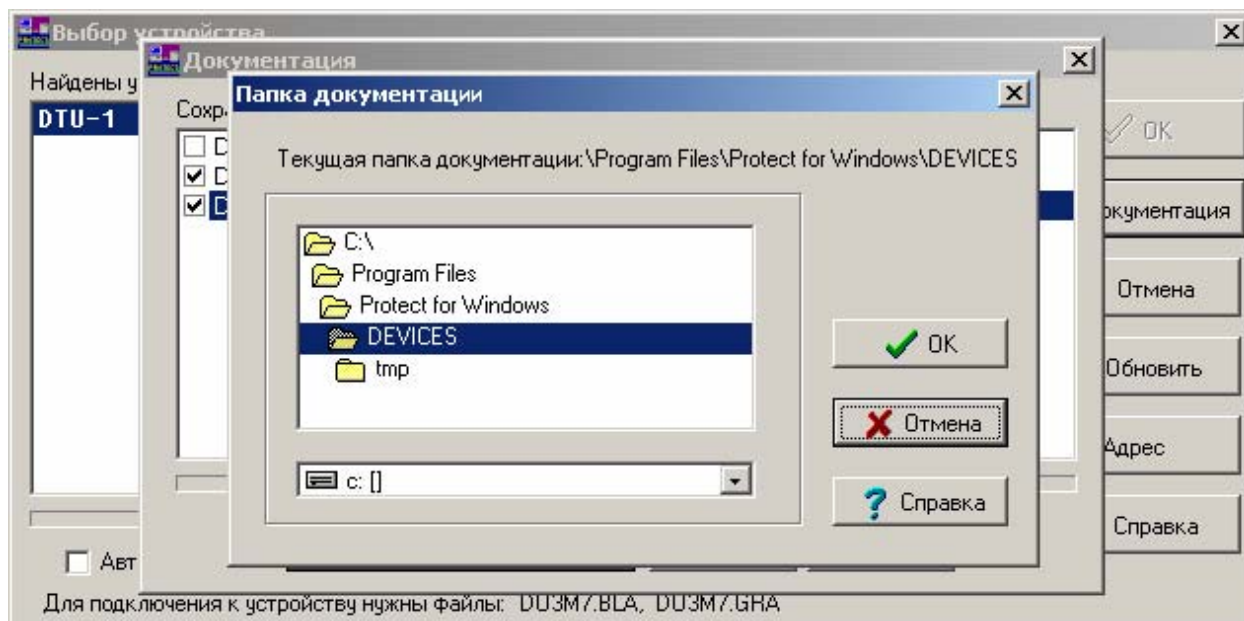 Выбор устройства
Документация
Папка документации
Найдены у
DTU-1
Сохр
Текущая папка документации:\Program Files\Protect for Windows\DEVICES
C:\
Program Files
Protect for Windows
DEVICES
tmp
c: []
OK
Отмена
Справка
OK
окументация
Отмена
Обновить
Адрес
Справка
Авт
Для подключения к устройству нужны файлы: DU3M7.BLA, DU3M7.GRA